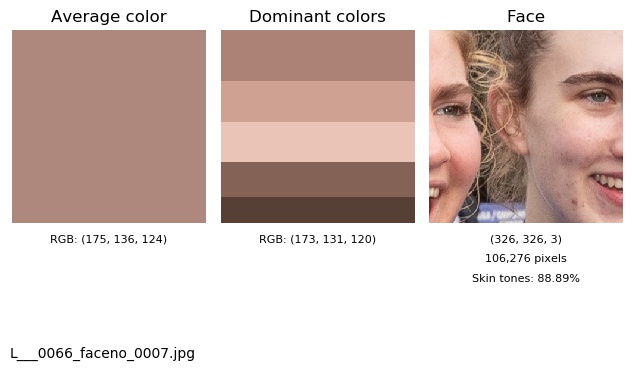 Average color
Dominant colors
Face
RGB: (175, 136, 124)
RGB: (173, 131, 120)
(326, 326, 3)
106,276 pixels
Skin tones: 88.89%
L___0066_faceno_0007.jpg